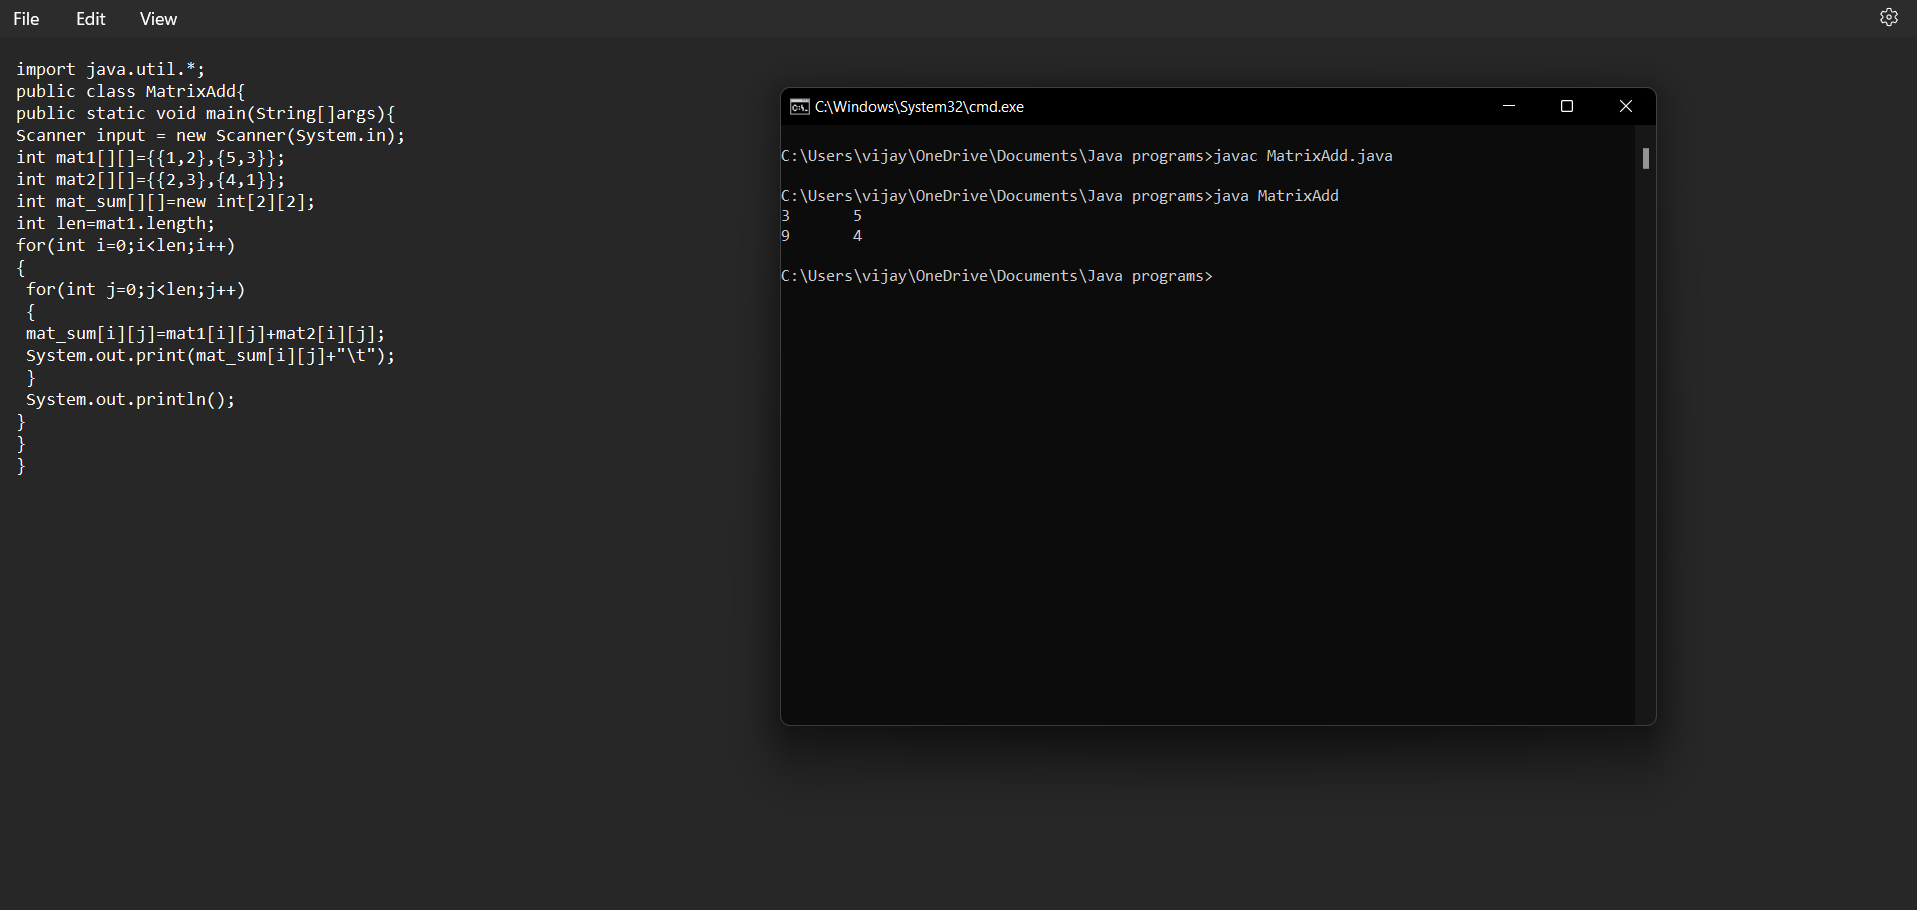 File Edit View
import java.util.*;
public class MatrixAdd{
public static void main(String[]args){
Scanner input = new Scanner(System.in);
int mat1[][]={{1,2},{5,3}};
int mat2[][]={{2,3},{4,1}};
int mat_sum[][]=new int[2][2];
int len=mat1.length;
for(int i=0;i<len;i++)
{
 for(int j=0;j<len;j++)
 {
 mat_sum[i][j]=mat1[i][j]+mat2[i][j];
 System.out.print(mat_sum[i][j]+"\t");
 }
 System.out.println();
}
}
}
C:\Windows\System32\cmd.exe
C:\Users\vijay\OneDrive\Documents\Java programs>javac MatrixAdd.java
C:\Users\vijay\OneDrive\Documents\Java programs>java MatrixAdd
3       5
9       4
C:\Users\vijay\OneDrive\Documents\Java programs>